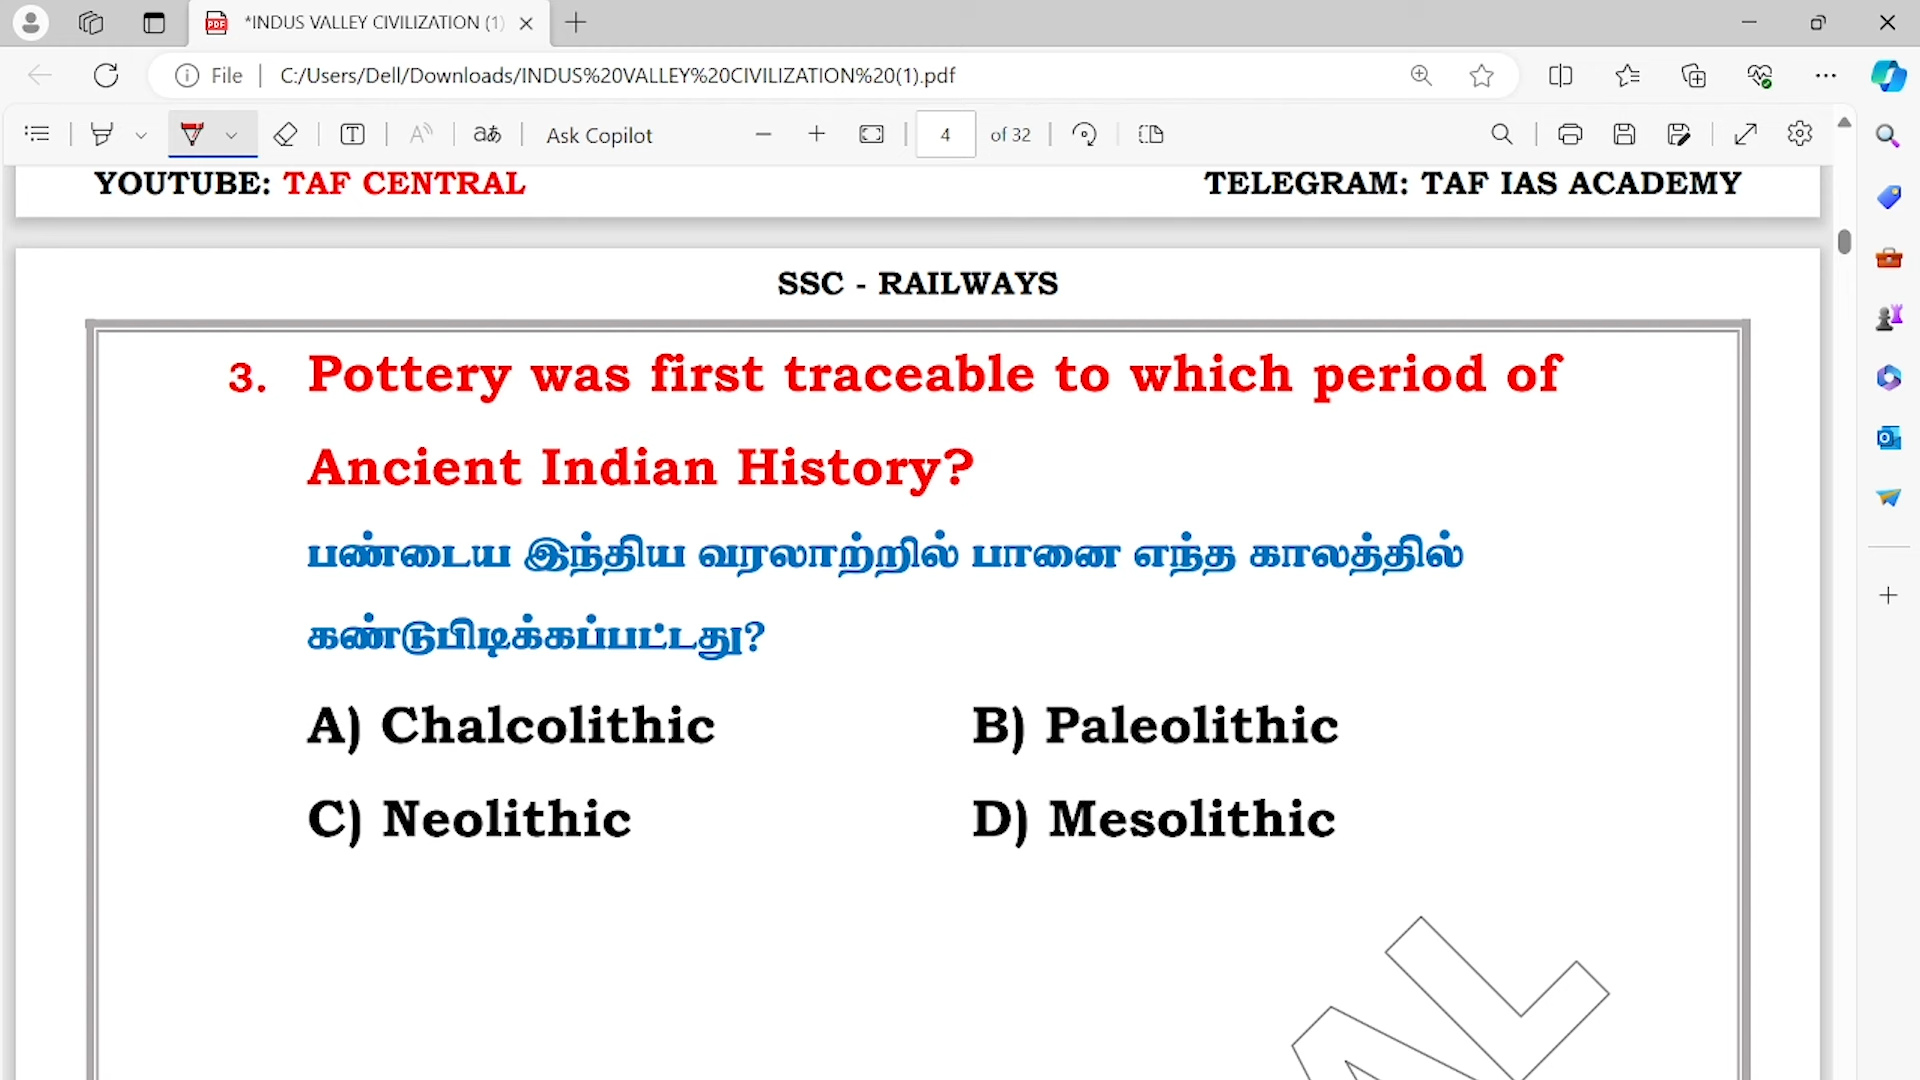 *INDUS VALLEY CIVILIZATION (1)
File
C:/Users/Dell/Downloads/INDUS%20VALLEY%20CIVILIZATION%20(1).pdf
Ask Copilot
4 of 32
YOUTUBE: TAF CENTRAL
TELEGRAM: TAF IAS ACADEMY
SSC - RAILWAYS
3. Pottery was first traceable to which period of
Ancient Indian History?
பண்டைய இந்திய வரலாற்றில் பானை எந்த காலத்தில்
கண்டுபிடிக்கப்பட்டது?
A) Chalcolithic
B) Paleolithic
C) Neolithic
D) Mesolithic
AL